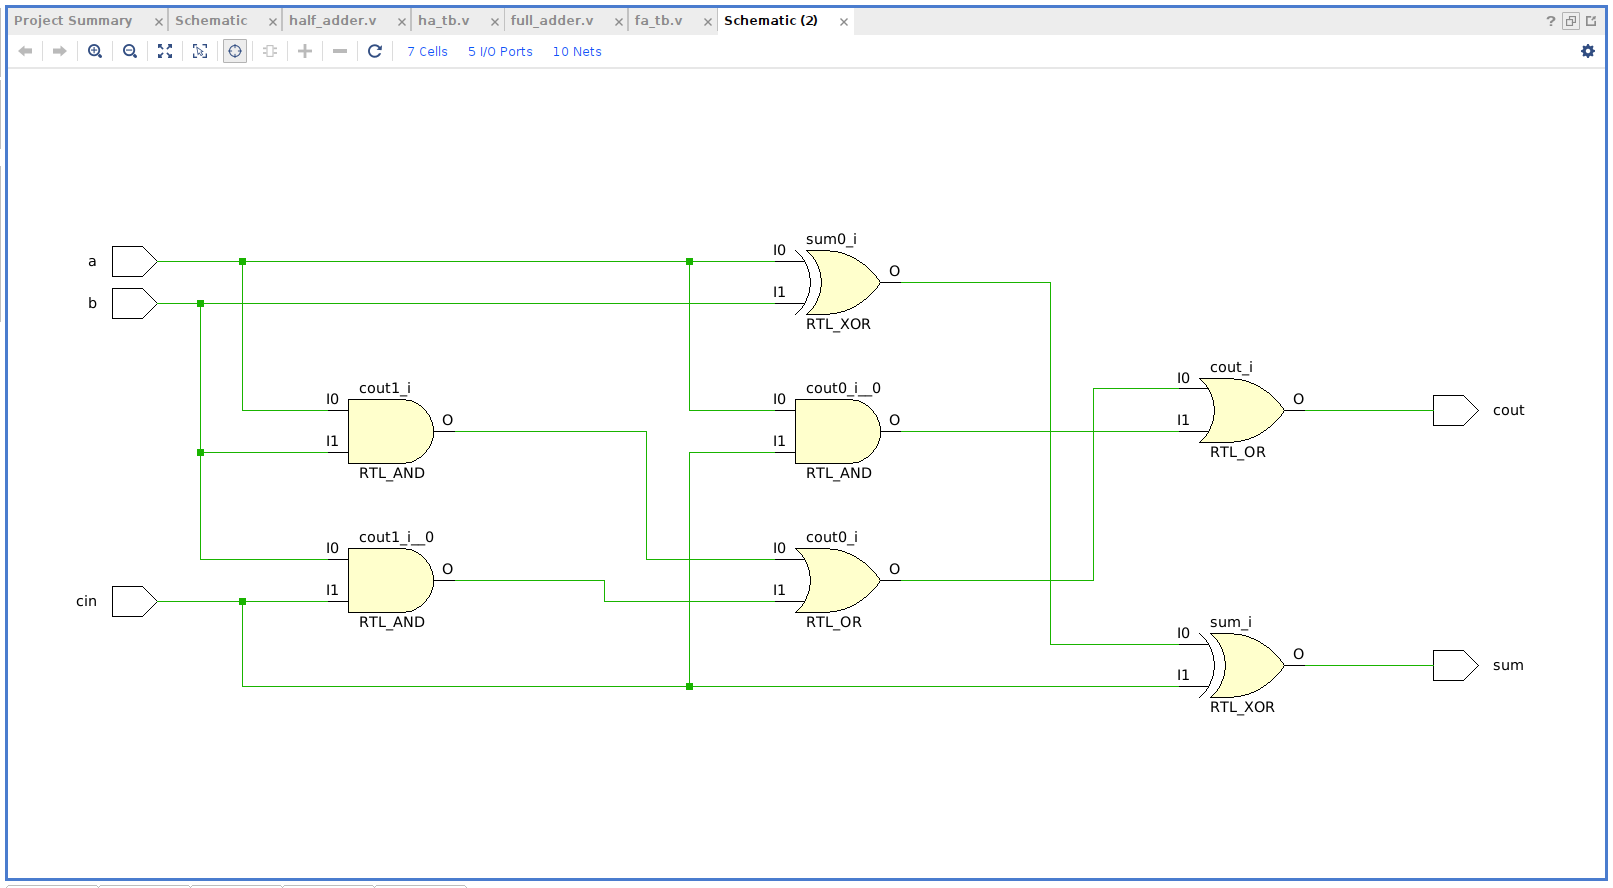 Project Summary × Schematic × half_adder.v × ha_tb.v × full_adder.v × fa_tb.v × Schematic (2) × ?
7 Cells 5 I/O Ports 10 Nets
sum0_i
I0
a
O
I1
b
RTL_XOR
cout_i
I0
cout1_i
cout0_i__0
I0
I0
O
cout
O
O
I1
I1
I1
RTL_OR
RTL_AND
RTL_AND
cout1_i__0
cout0_i
I0
I0
O
O
I1
I1
cin
RTL_AND
RTL_OR
sum_i
I0
O
sum
I1
RTL_XOR